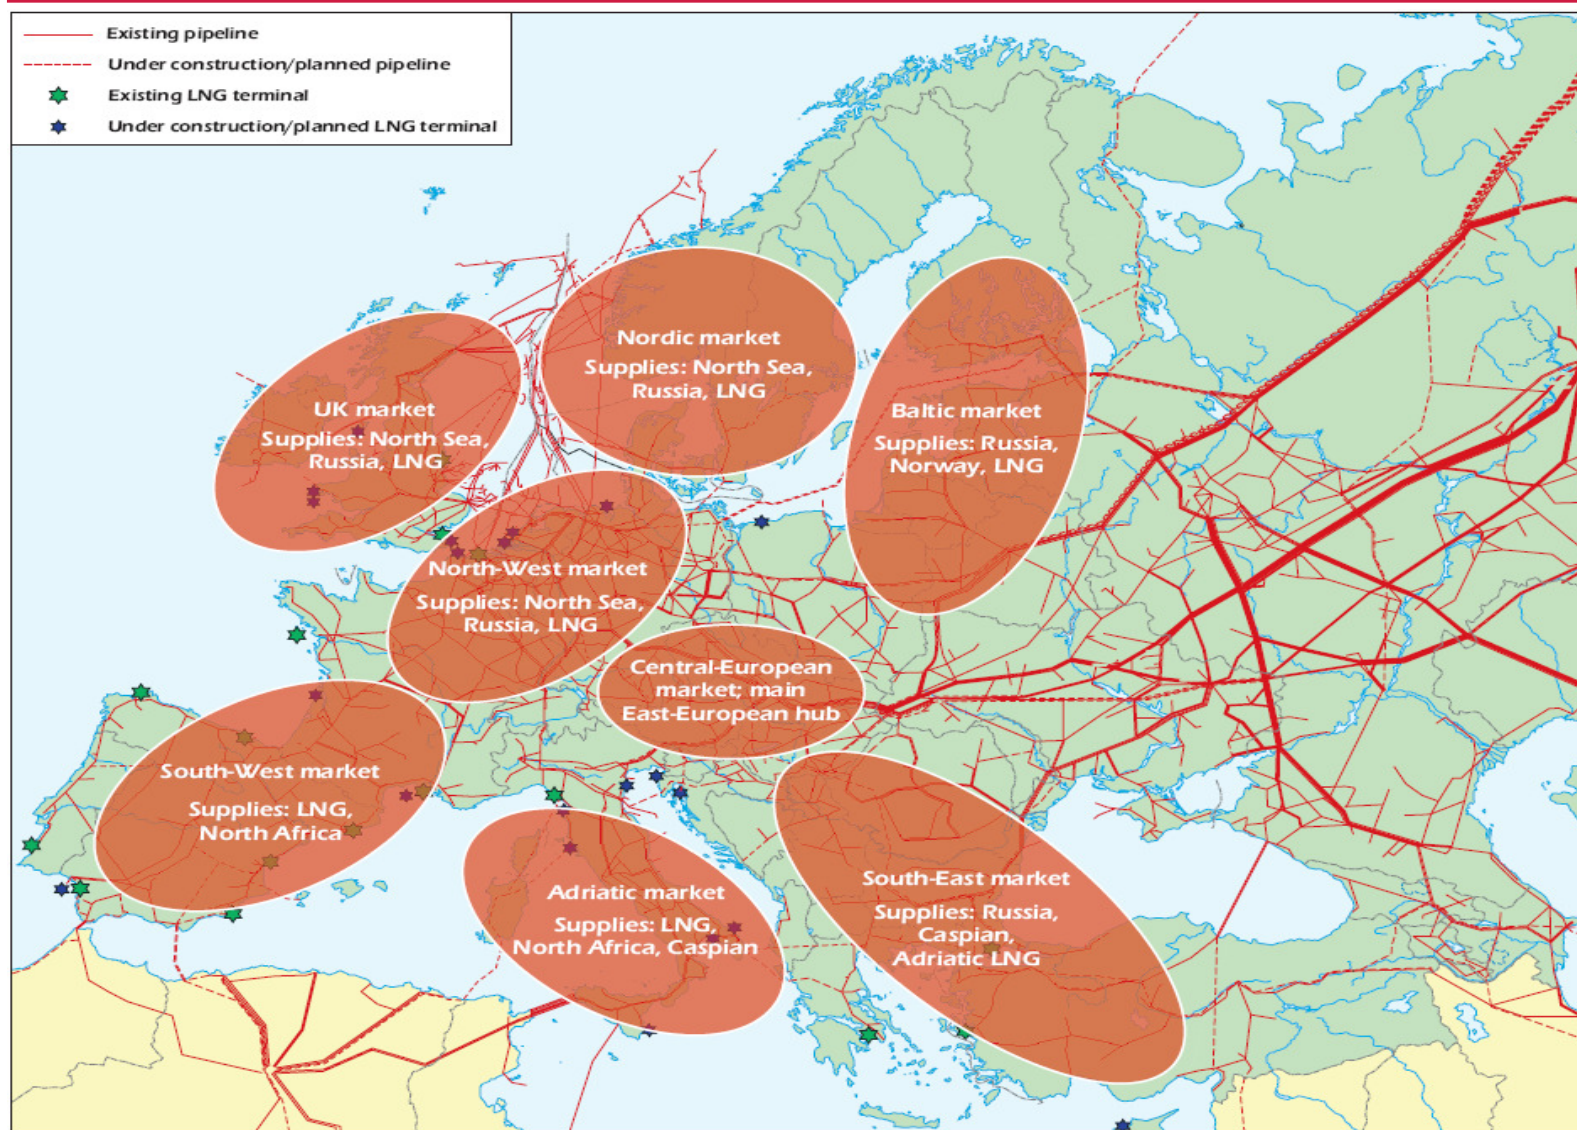 Existing pipeline
Under construction/planned pipeline
Existing LNG terminal
Under construction/planned LNG terminal
Nordic market
Supplies: North Sea,
Russia, LNG
UK market
Supplies: North Sea,
Russia, LNG
Baltic market
Supplies: Russia,
Norway, LNG
North-West market
Supplies: North Sea,
Russia, LNG
Central-European
market; main
East-European hub
South-West market
Supplies: LNG,
North Africa
Adriatic market
Supplies: LNG,
North Africa, Caspian
South-East market
Supplies: Russia,
Caspian,
Adriatic LNG